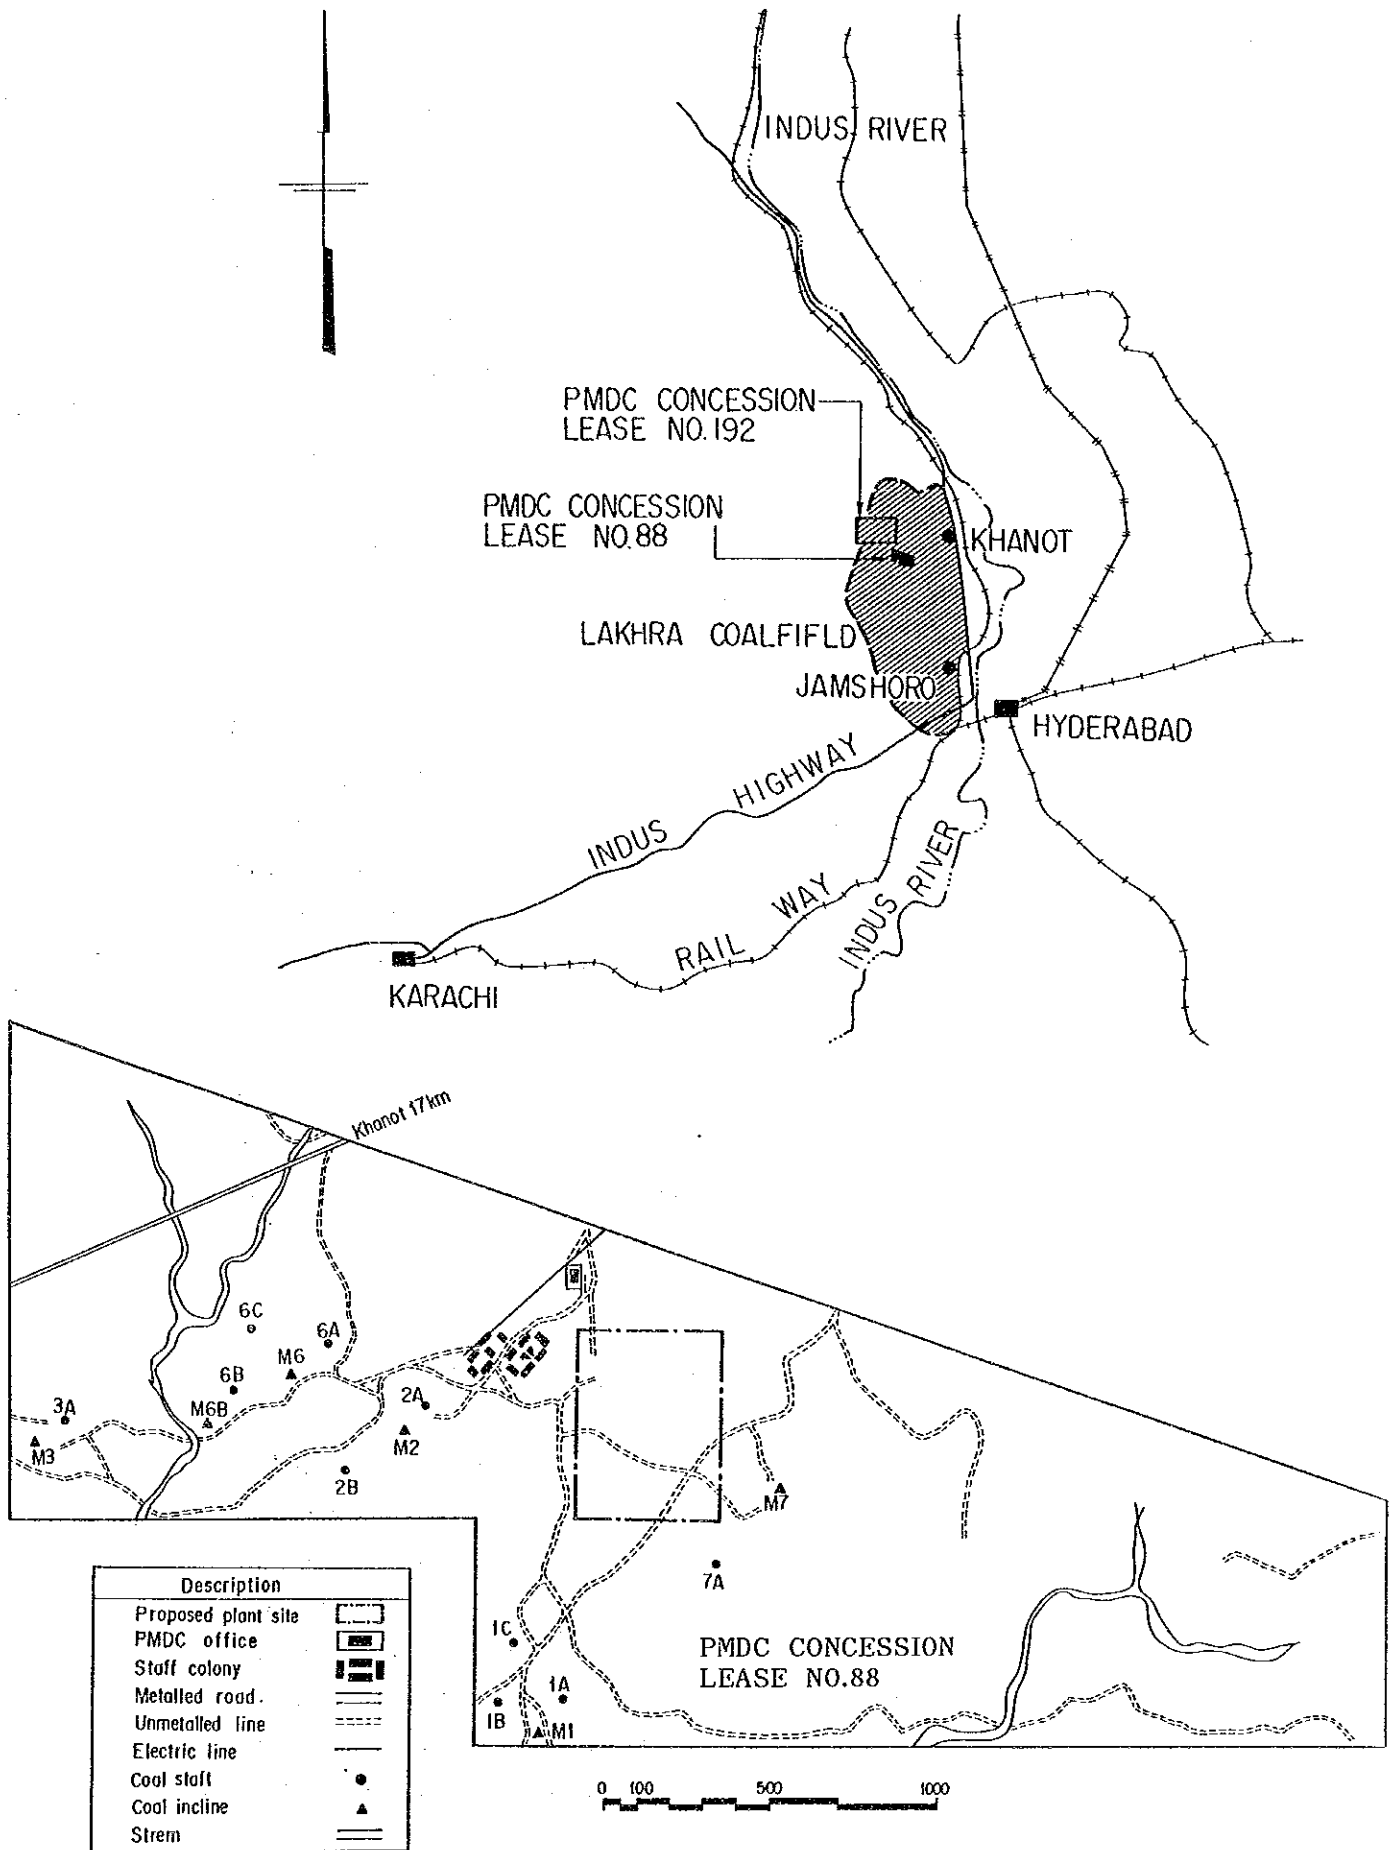 INDUS RIVER
PMDC CONCESSION
LEASE NO.192
PMDC CONCESSION
LEASE NO.88
KHANOT
LAKHRA COALFIFLD
JAMSHORO
HYDERABAD
INDUS HIGHWAY
RAIL WAY
INDUS RIVER
KARACHI
Khanot 17km
6C
6A
M6
6B
2A
3A
M6B
M2
M3
2B
M7
7A
1C
1A
1B
M1
PMDC CONCESSION
LEASE NO.88
Description
Proposed plant site
PMDC office
Staff colony
Metalled road.
Unmetalled line
Electric line
Coal staft
Coal incline
Strem
0 100 500 1000